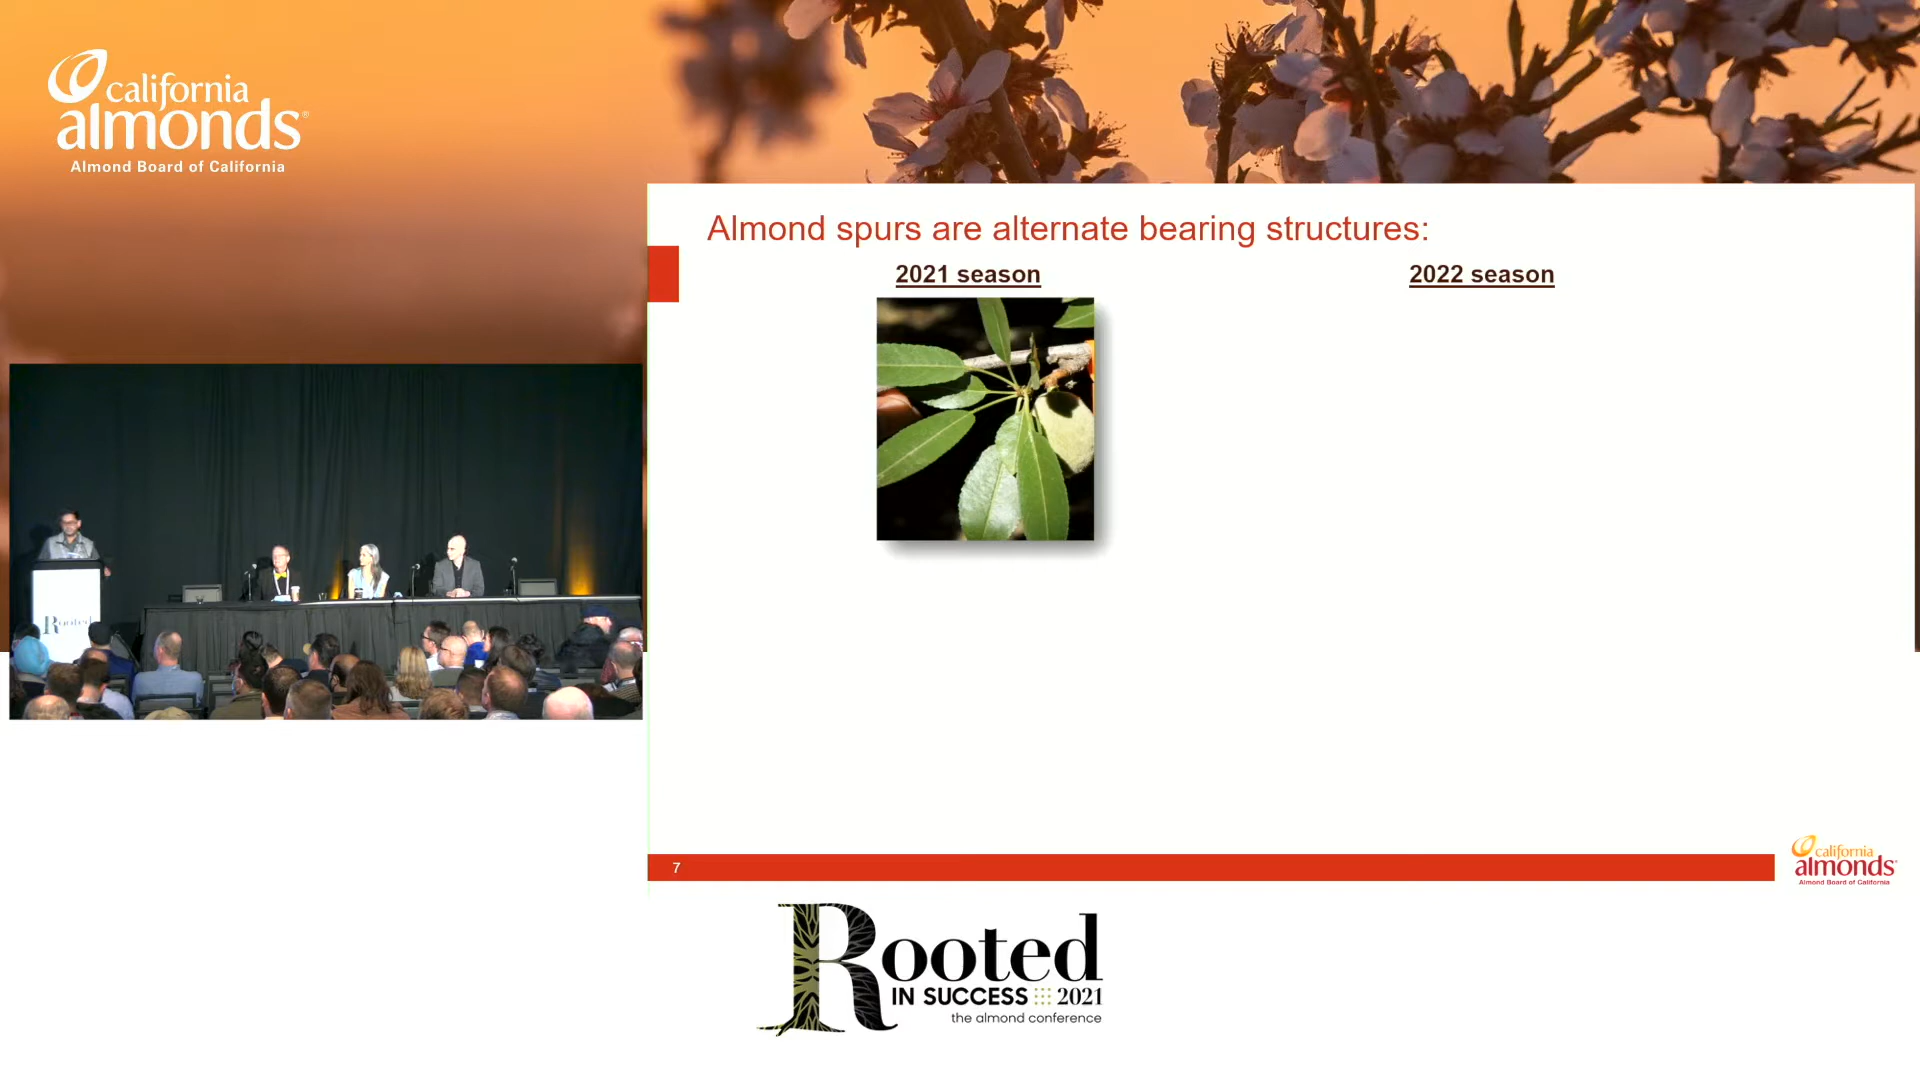 california
almonds®
Almond Board of California
Almond spurs are alternate bearing structures:
2021 season
2022 season
Rooted
7
california
almonds®
Almond Board of California
Rooted
IN SUCCESS 2021
the almond conference